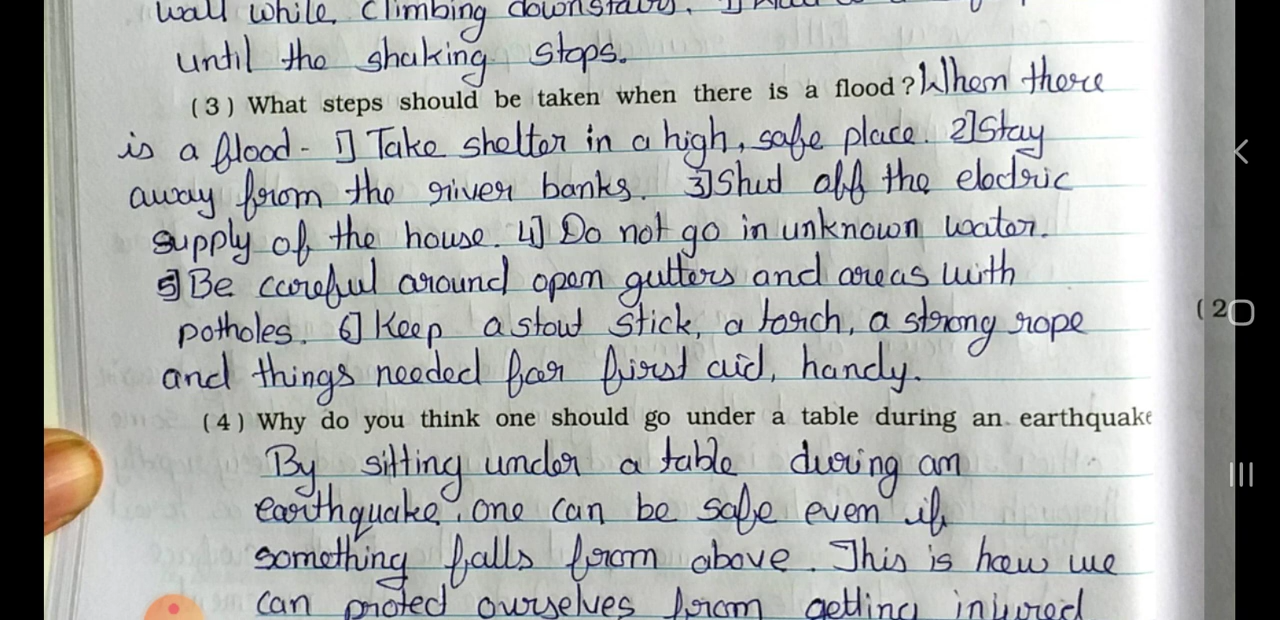 wall while climbing downstairs.
until the shaking stops.
(3) What steps should be taken when there is a flood? When there
is a flood - 1] Take shelter in a high, safe place. 2] Stay
away from the river banks. 3] Shut off the electric
supply of the house. 4] Do not go in unknown water.
5] Be careful around open gutters and areas with
potholes. 6] Keep a stout stick, a torch, a strong rope
and things needed for first aid, handy.
(4) Why do you think one should go under a table during an earthquake
By sitting under a table during an
earthquake, one can be safe even if
something falls from above. This is how we
can protect ourselves from getting injured
(2